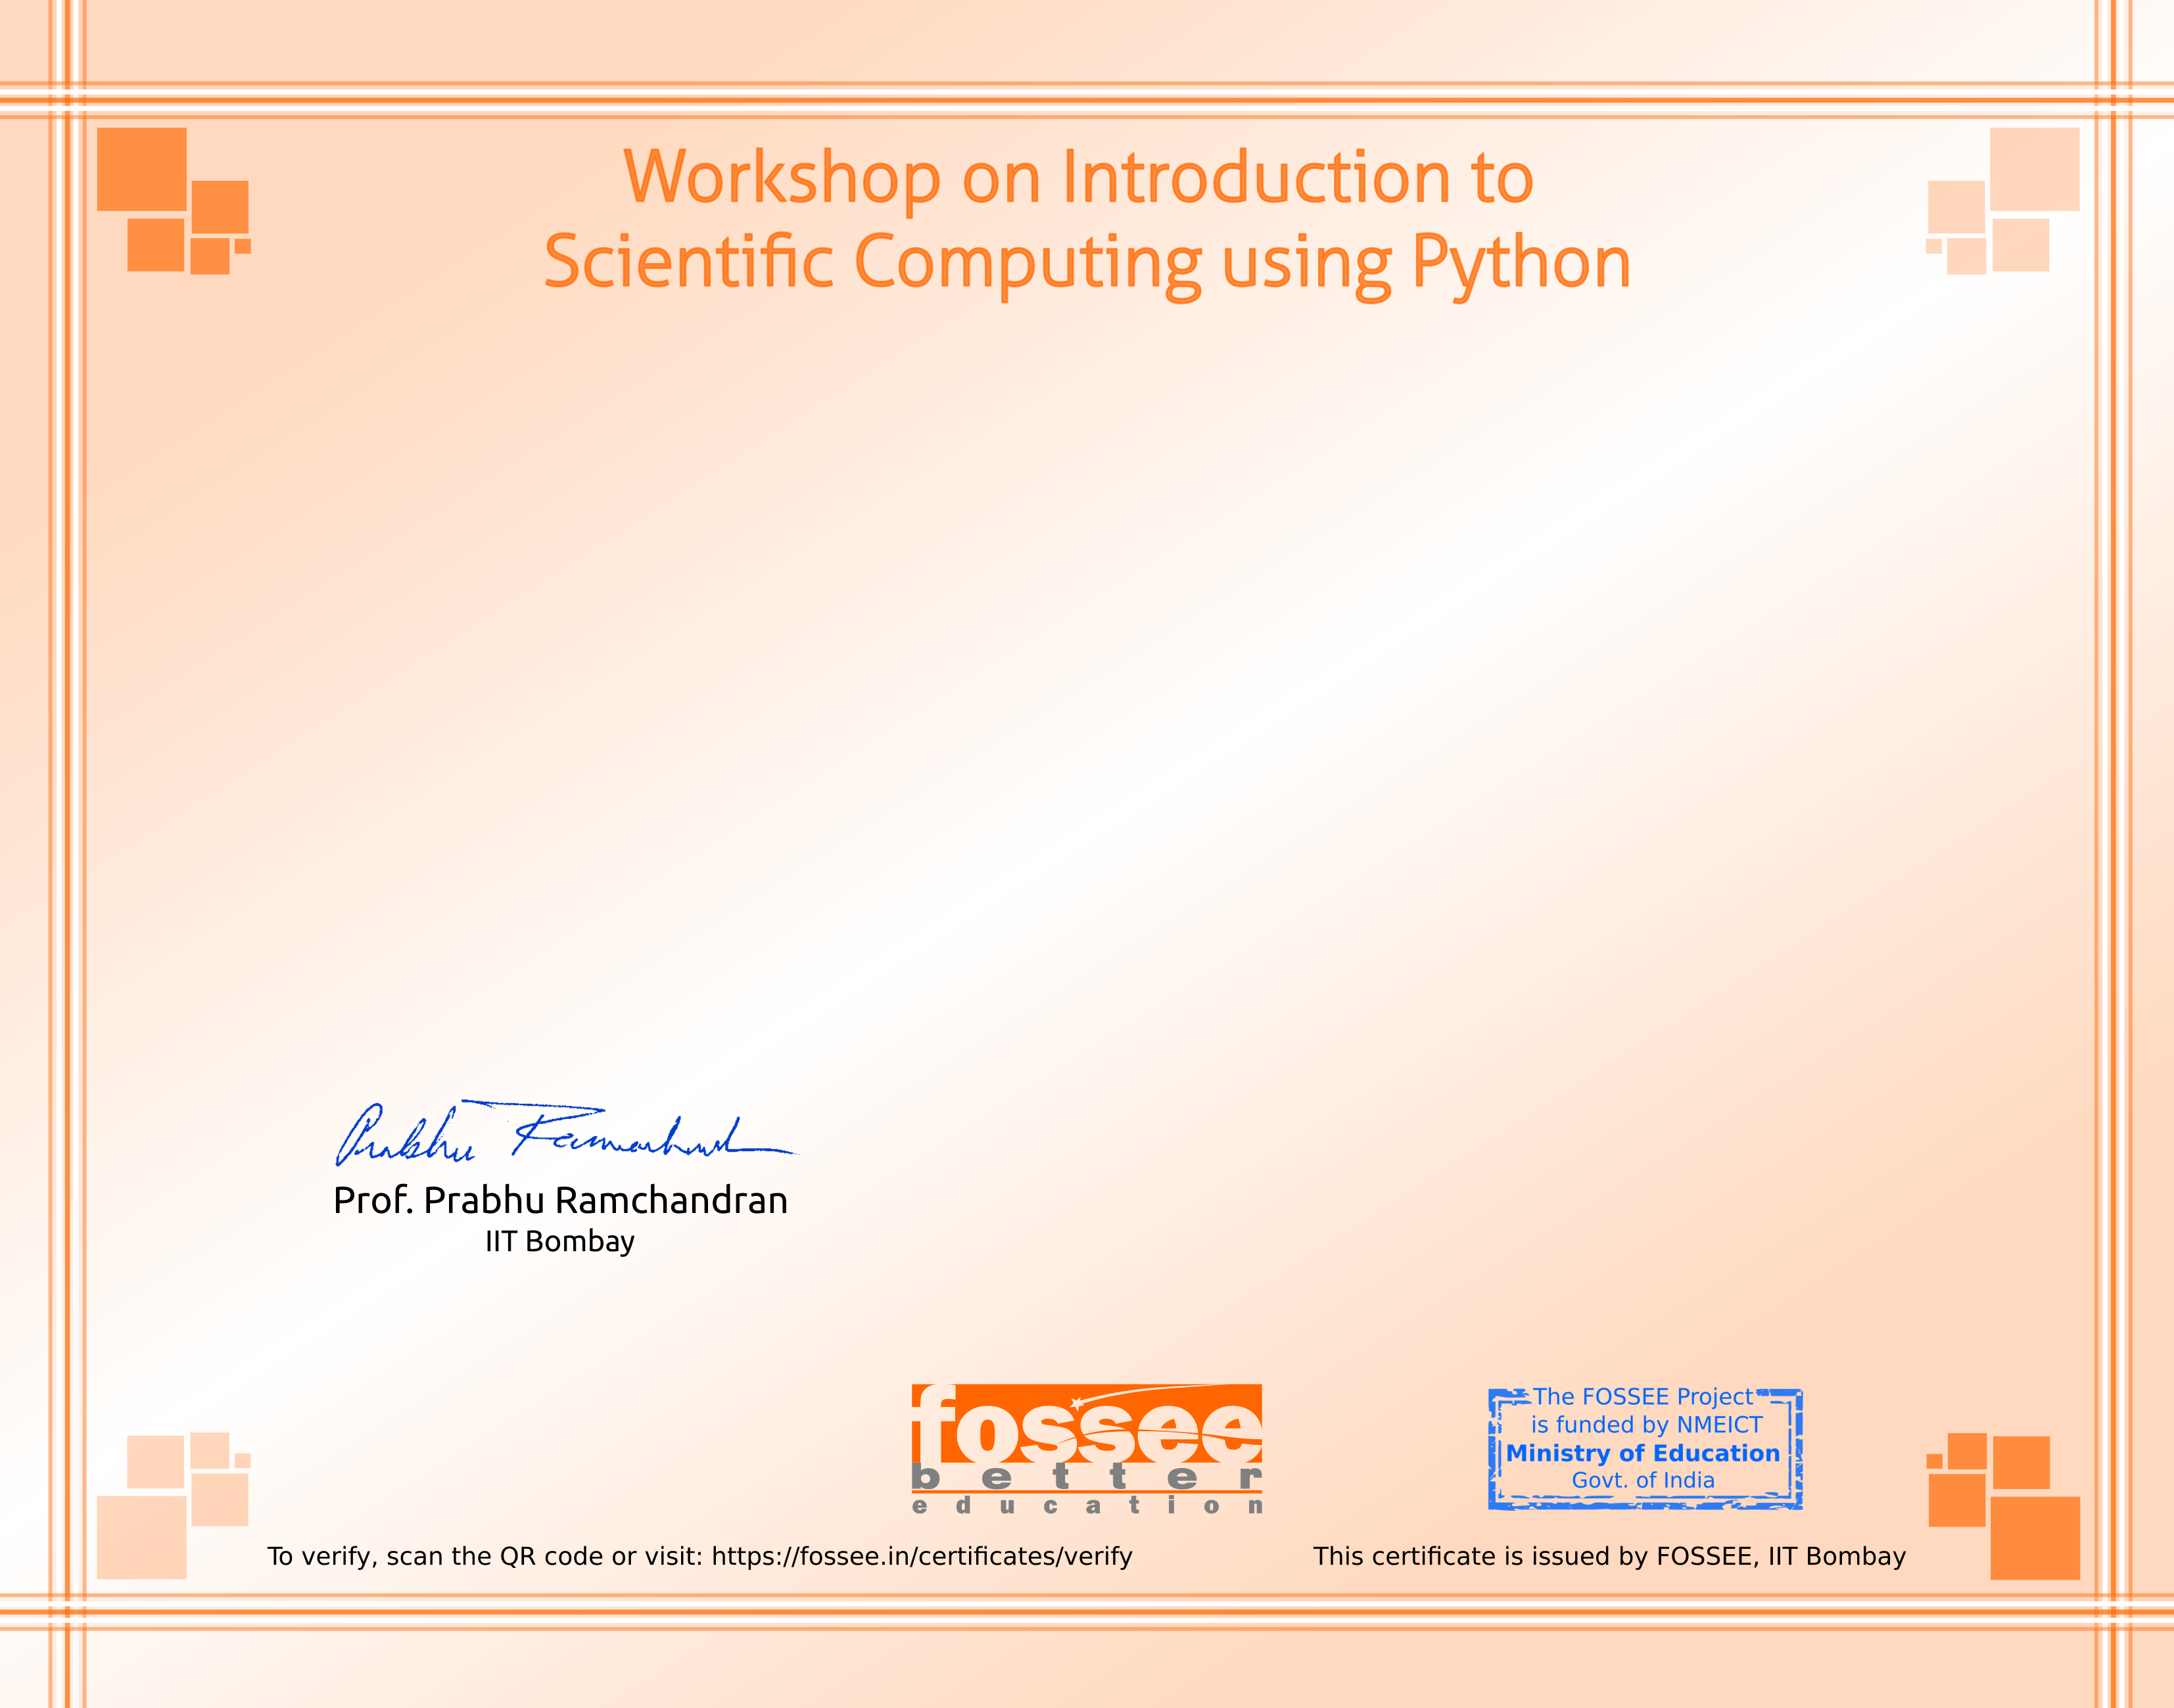 Workshop on Introduction to
Scientific Computing using Python
Prabhu Ramachandran
Prof. Prabhu Ramchandran
IIT Bombay
fossee
better
education
The FOSSEE Project
is funded by NMEICT
Ministry of Education
Govt. of India
To verify, scan the QR code or visit: https://fossee.in/certificates/verify
This certificate is issued by FOSSEE, IIT Bombay